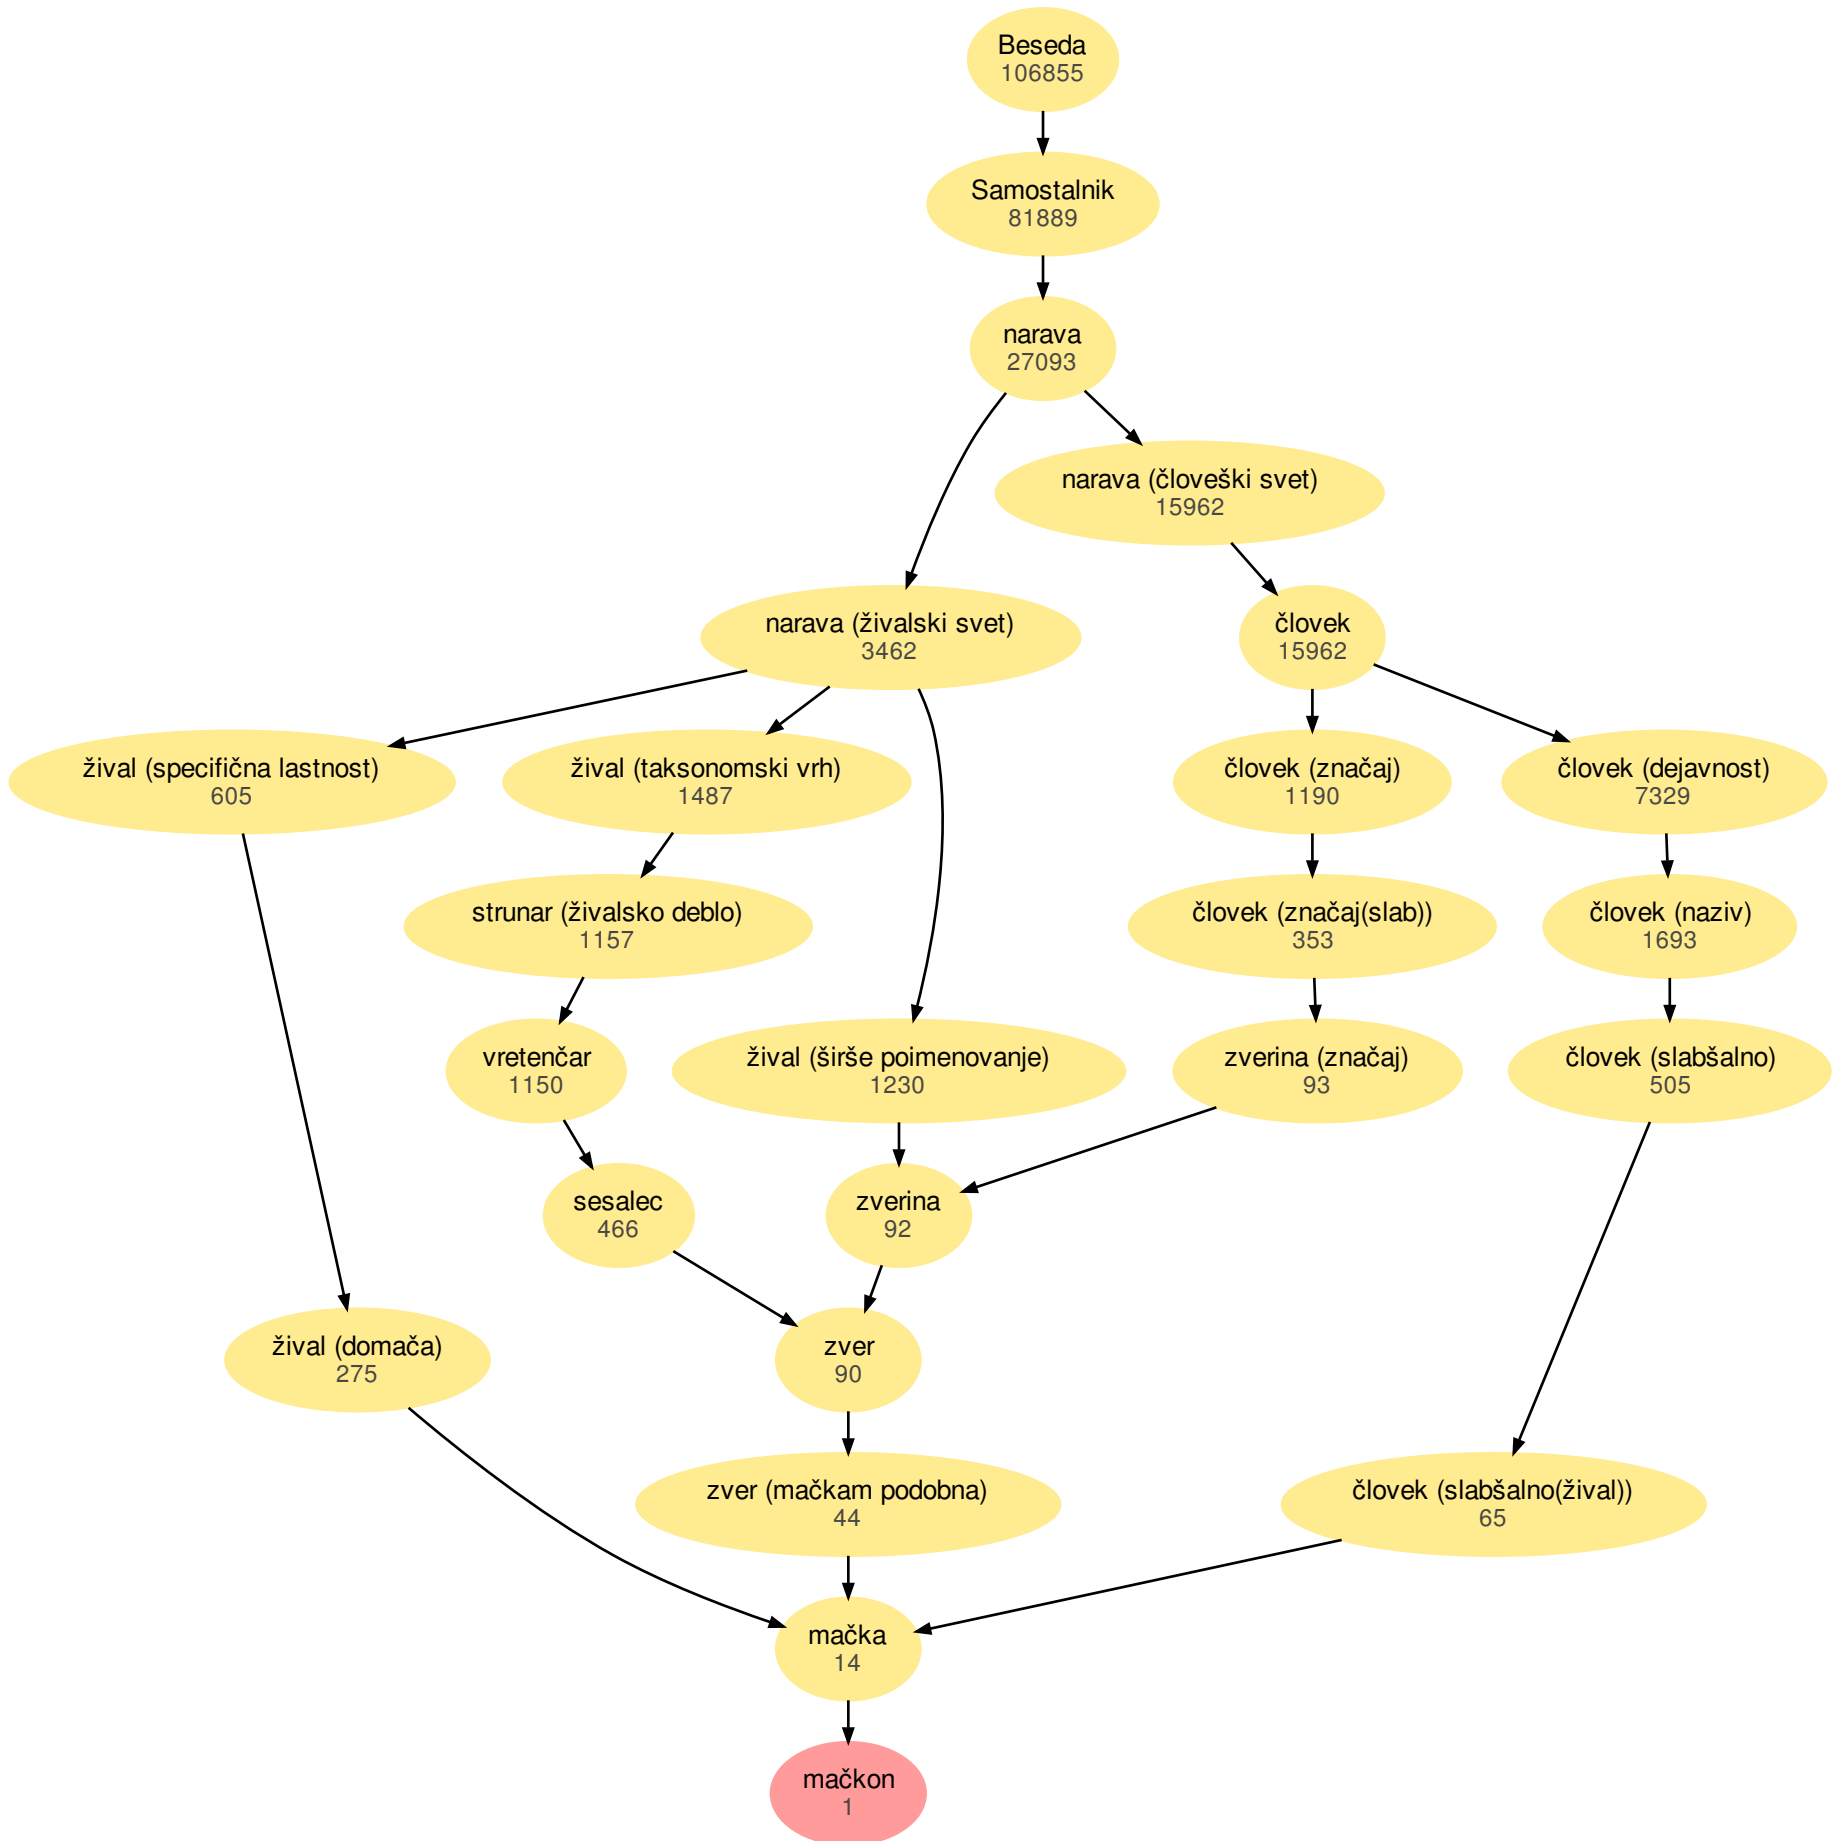 Beseda
106855
Samostalnik
81889
narava
27093
narava (človeški svet)
15962
narava (živalski svet)
3462
človek
15962
žival (specifična lastnost)
605
žival (taksonomski vrh)
1487
človek (značaj)
1190
človek (dejavnost)
7329
strunar (živalsko deblo)
1157
človek (značaj(slab))
353
človek (naziv)
1693
vretenčar
1150
žival (širše poimenovanje)
1230
zverina (značaj)
93
človek (slabšalno)
505
sesalec
466
zverina
92
žival (domača)
275
zver
90
zver (mačkam podobna)
44
človek (slabšalno(žival))
65
mačka
14
mačkon
1